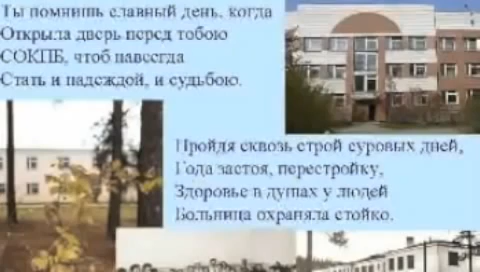 Ты помнишь славный день, когда
Открыла дверь перед тобою
СОКПБ, чтоб навсегда
Стать и надеждой, и судьбою.
Пройдя сквозь строй суровых дней,
Года застоя, перестройку,
Здоровье в душах у людей
Больница охраняла стойко.